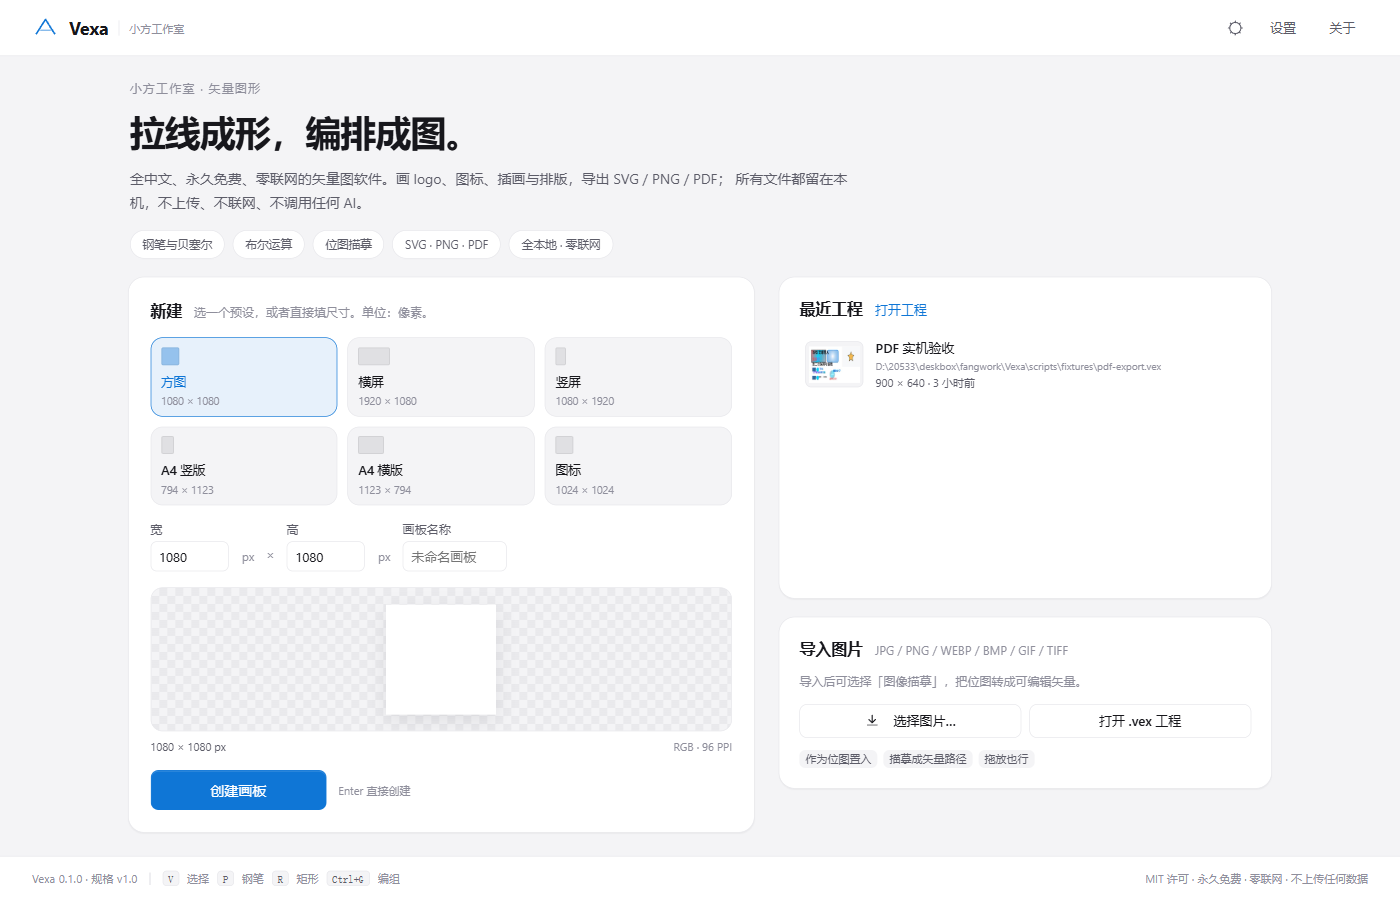 Vexa 小方工作室 设置 关于
小方工作室 · 矢量图形
拉线成形，编排成图。
全中文、永久免费、零联网的矢量图软件。画 logo、图标、插画与排版，导出 SVG / PNG / PDF； 所有文件都留在本
机，不上传、不联网、不调用任何 AI。
钢笔与贝塞尔 布尔运算 位图描摹 SVG · PNG · PDF 全本地 · 零联网
新建 选一个预设，或者直接填尺寸。单位：像素。
方图
1080 × 1080
横屏
1920 × 1080
竖屏
1080 × 1920
A4 竖版
794 × 1123
A4 横版
1123 × 794
图标
1024 × 1024
宽 高 画板名称
1080 px × 1080 px 未命名画板
1080 × 1080 px RGB · 96 PPI
创建画板 Enter 直接创建
最近工程 打开工程
PDF 实机验收
D:\20533\deskbox\fangwork\Vexa\scripts\fixtures\pdf-export.vex
900 × 640 · 3 小时前
导入图片 JPG / PNG / WEBP / BMP / GIF / TIFF
导入后可选择「图像描摹」，把位图转成可编辑矢量。
选择图片... 打开 .vex 工程
作为位图置入 描摹成矢量路径 拖放也行
Vexa 0.1.0 · 规格 v1.0 V 选择 P 钢笔 R 矩形 Ctrl+G 编组 MIT 许可 · 永久免费 · 零联网 · 不上传任何数据